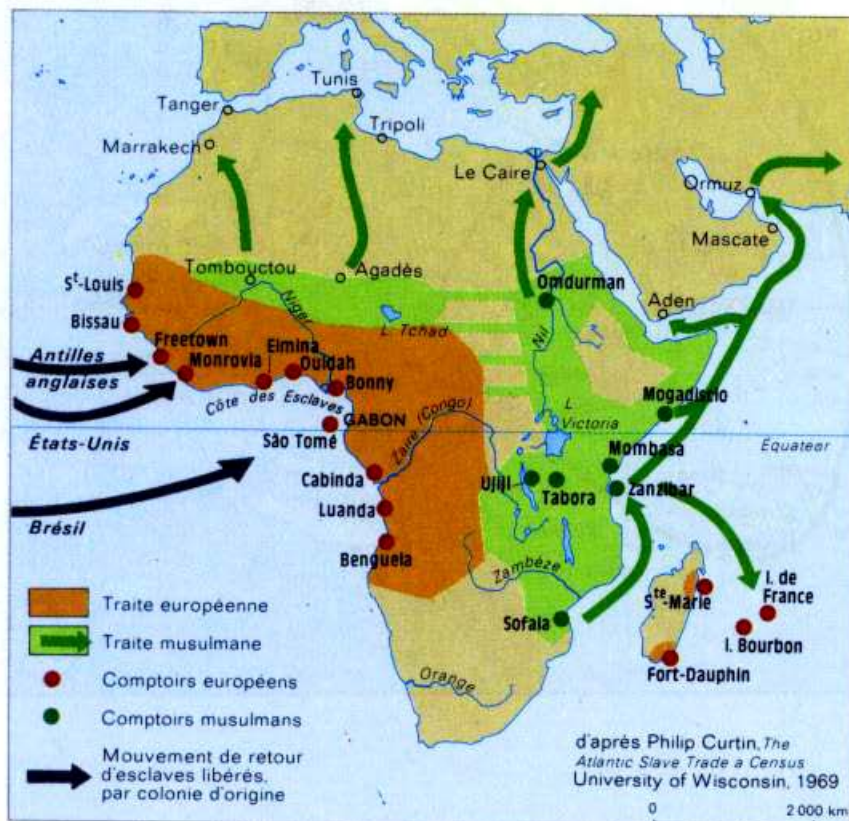 Tunis
Tanger
Tripoli
Marrakech
Le Caire
Ormuz
Mascate
Tombouctou
Agadès
Omdurman
Aden
St-Louis
Niger
Bissau
L. Tchad
Nil
Freetown
Elmina
Ouidah
Monrovia
Bonny
Antilles
anglaises
Côte des Esclaves
Mogadiscio
GABON
L.
Victoria
États-Unis
São Tomé
Zaïre (Congo)
Équateur
Mombasa
Cabinda
Ujiji
Tabora
Zanzibar
Brésil
Luanda
Benguela
Zambèze
I. de
France
Ste-Marie
Sofala
I. Bourbon
Fort-Dauphin
Orange
Traite européenne
Traite musulmane
Comptoirs européens
Comptoirs musulmans
Mouvement de retour
d'esclaves libérés,
par colonie d'origine
d'après Philip Curtin, The
Atlantic Slave Trade a Census
University of Wisconsin, 1969
0 2 000 km